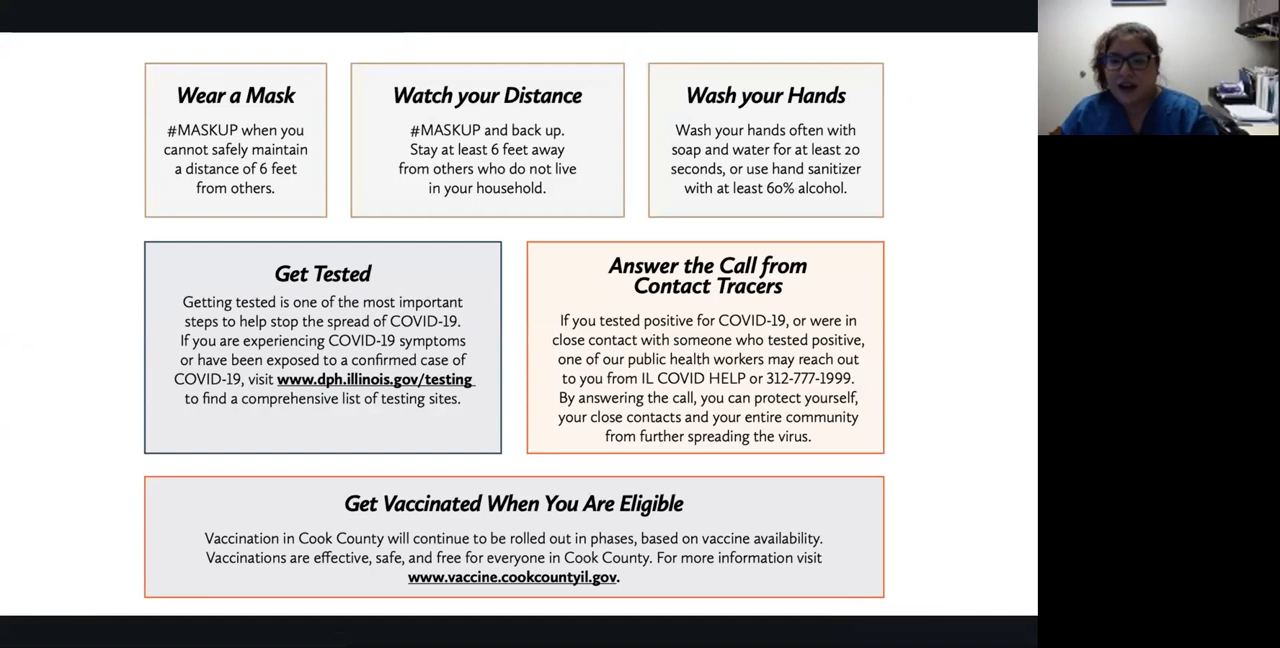 Wear a Mask
#MASKUP when you
cannot safely maintain
a distance of 6 feet
from others.
Watch your Distance
#MASKUP and back up.
Stay at least 6 feet away
from others who do not live
in your household.
Wash your Hands
Wash your hands often with
soap and water for at least 20
seconds, or use hand sanitizer
with at least 60% alcohol.
Get Tested
Getting tested is one of the most important
steps to help stop the spread of COVID-19.
If you are experiencing COVID-19 symptoms
or have been exposed to a confirmed case of
COVID-19, visit www.dph.illinois.gov/testing
to find a comprehensive list of testing sites.
Answer the Call from
Contact Tracers
If you tested positive for COVID-19, or were in
close contact with someone who tested positive,
one of our public health workers may reach out
to you from IL COVID HELP or 312-777-1999.
By answering the call, you can protect yourself,
your close contacts and your entire community
from further spreading the virus.
Get Vaccinated When You Are Eligible
Vaccination in Cook County will continue to be rolled out in phases, based on vaccine availability.
Vaccinations are effective, safe, and free for everyone in Cook County. For more information visit
www.vaccine.cookcountyil.gov.